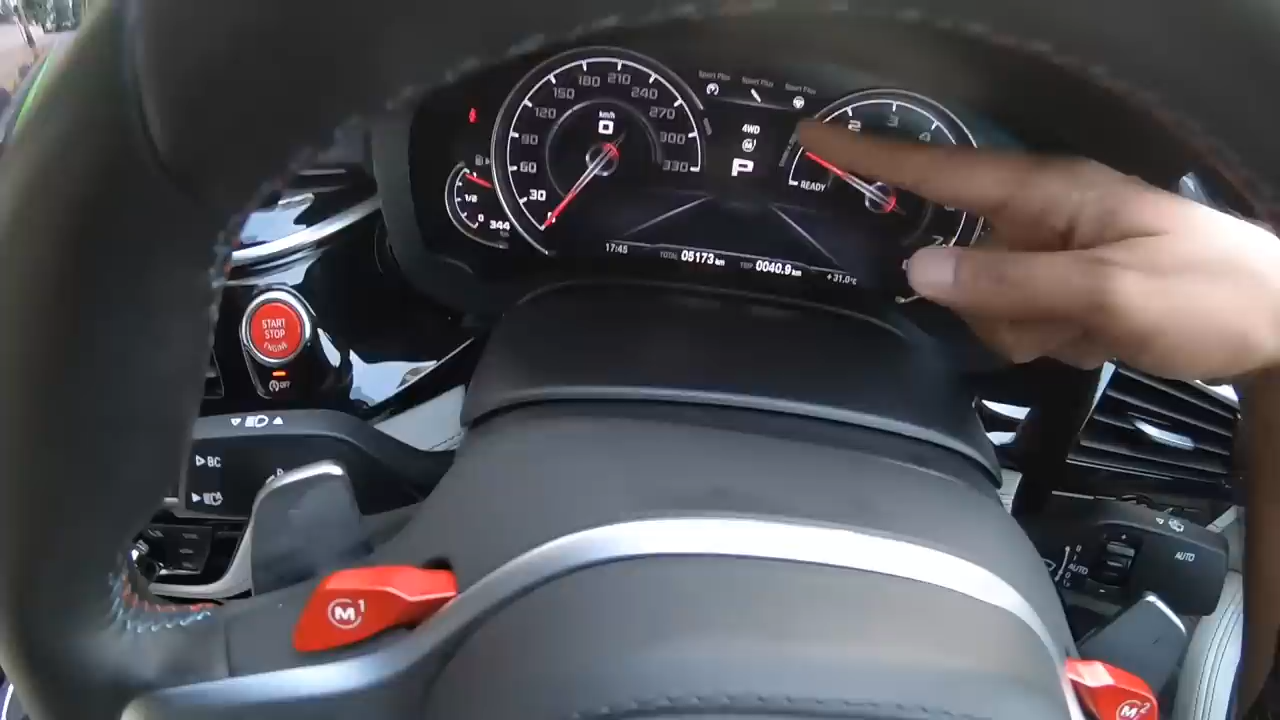 Sport Plus Sport Plus Sport Plus
km/h
0
30
60
90
120
150
180
210
240
270
300
330
4WD
M1
P
1/2
0
344
2
3
4
7
READY
17:45
TOTAL 05173 km
TRIP 0040.9 km
+31.0°C
START
STOP
ENGINE
OFF
BC
M1
AUTO
AUTO
M2